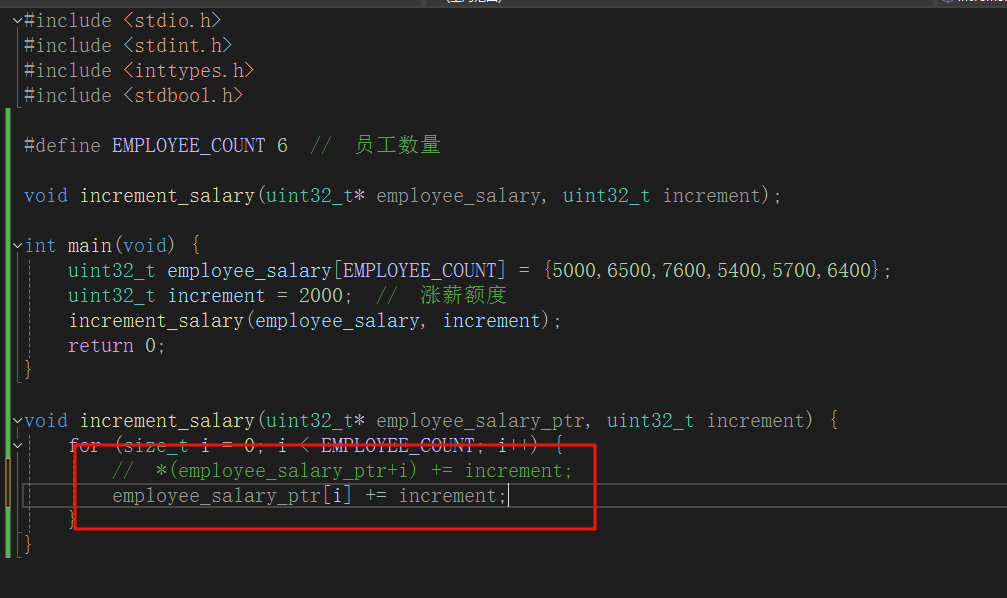 #include <stdio.h>
#include <stdint.h>
#include <inttypes.h>
#include <stdbool.h>
#define EMPLOYEE_COUNT 6  //  员工数量
void increment_salary(uint32_t* employee_salary, uint32_t increment);
int main(void) {
    uint32_t employee_salary[EMPLOYEE_COUNT] = {5000,6500,7600,5400,5700,6400};
    uint32_t increment = 2000;  //  涨薪额度
    increment_salary(employee_salary, increment);
    return 0;
}
void increment_salary(uint32_t* employee_salary_ptr, uint32_t increment) {
    for (size_t i = 0; i < EMPLOYEE_COUNT; i++) {
        //  *(employee_salary_ptr+i) += increment;
        employee_salary_ptr[i] += increment;
    }
}